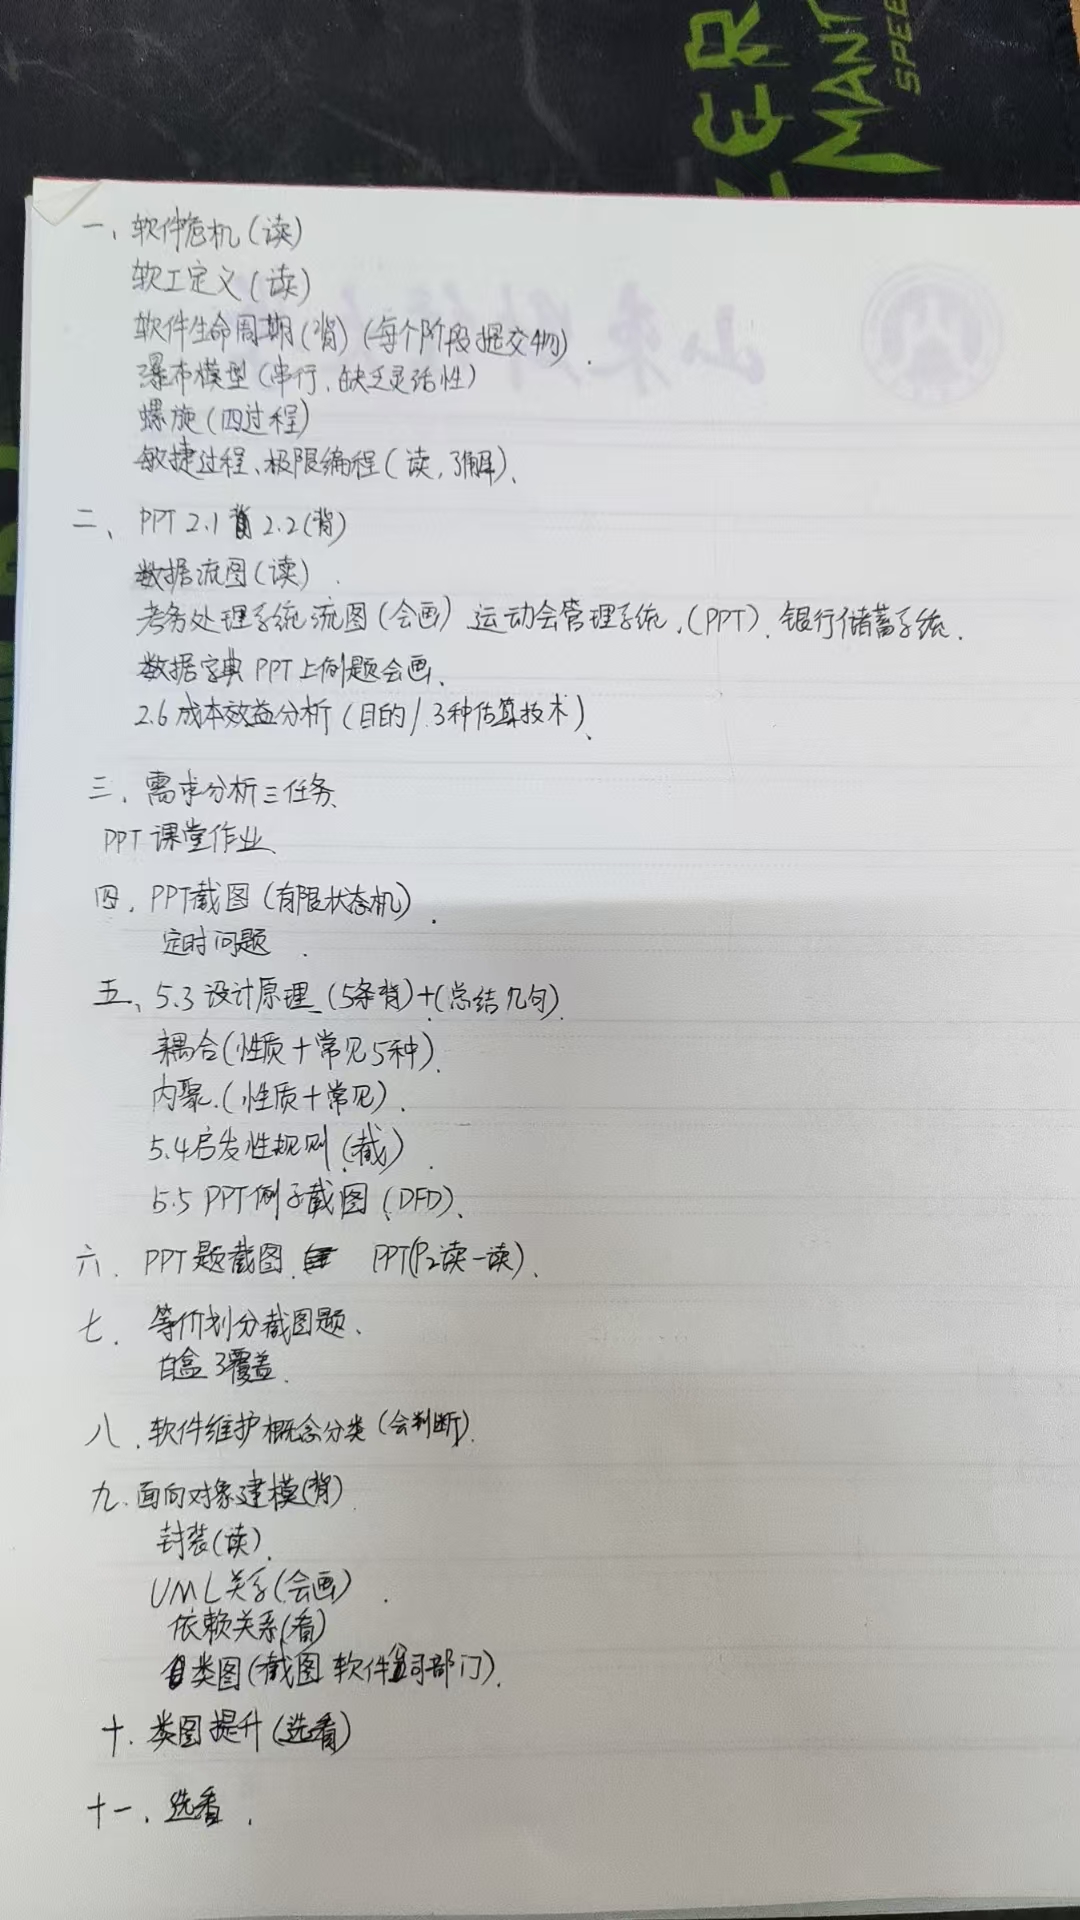 ER
MANT
SPEE
山东财经大学
一、软件危机(读)
软工定义(读)
软件生命周期(背)(每个阶段提交物).
瀑布模型(串行、缺乏灵活性)
螺旋(四过程)
敏捷过程、极限编程(读,了解)、
二、PPT 2.1 2.2(背)
数据流图(读).
考务处理系统流图(会画)运动会管理系统,(PPT)、银行储蓄系统.
数据字典PPT上例题会画、
2.6成本效益分析(目的/.3种估算技术)、
三.需求分析三任务、
PPT课堂作业、
四.PPT截图(有限状态机).
定时问题.
五、5.3设计原理(5条背)+(总结几句).
耦合(性质+常见5种).
内聚.(性质+常见).
5.4启发性规则(截).
5.5 PPT例子截图(DFD)、
六.PPT题截图. PPT(P2读一读).
七.等价划分截图题、
白盒3覆盖.
八.软件维护概念分类(会判断).
九.面向对象建模(背)
封装(读).
UML关系(会画).
依赖关系(看)
类图(截图 软件公司部门).
十.类图提升(选看)
十一.选看.